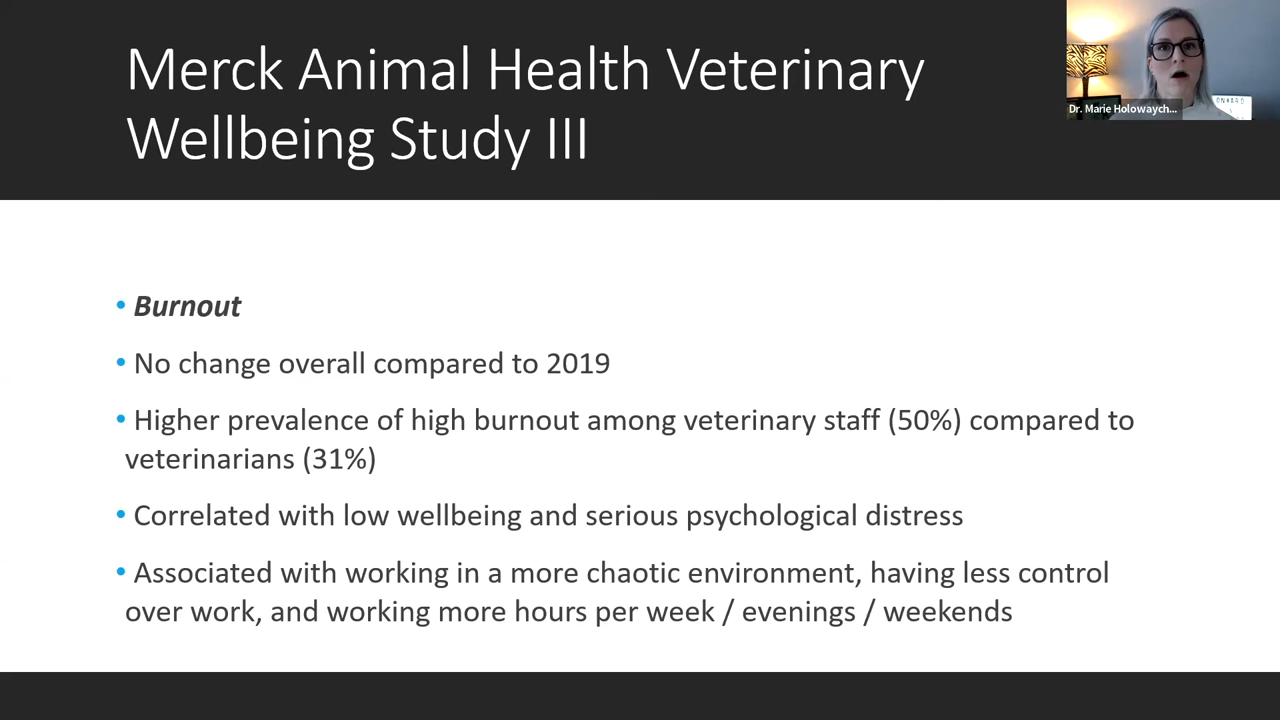 Merck Animal Health Veterinary
Wellbeing Study III
Dr. Marie Holowaych...
• Burnout
• No change overall compared to 2019
• Higher prevalence of high burnout among veterinary staff (50%) compared to
veterinarians (31%)
• Correlated with low wellbeing and serious psychological distress
• Associated with working in a more chaotic environment, having less control
over work, and working more hours per week / evenings / weekends